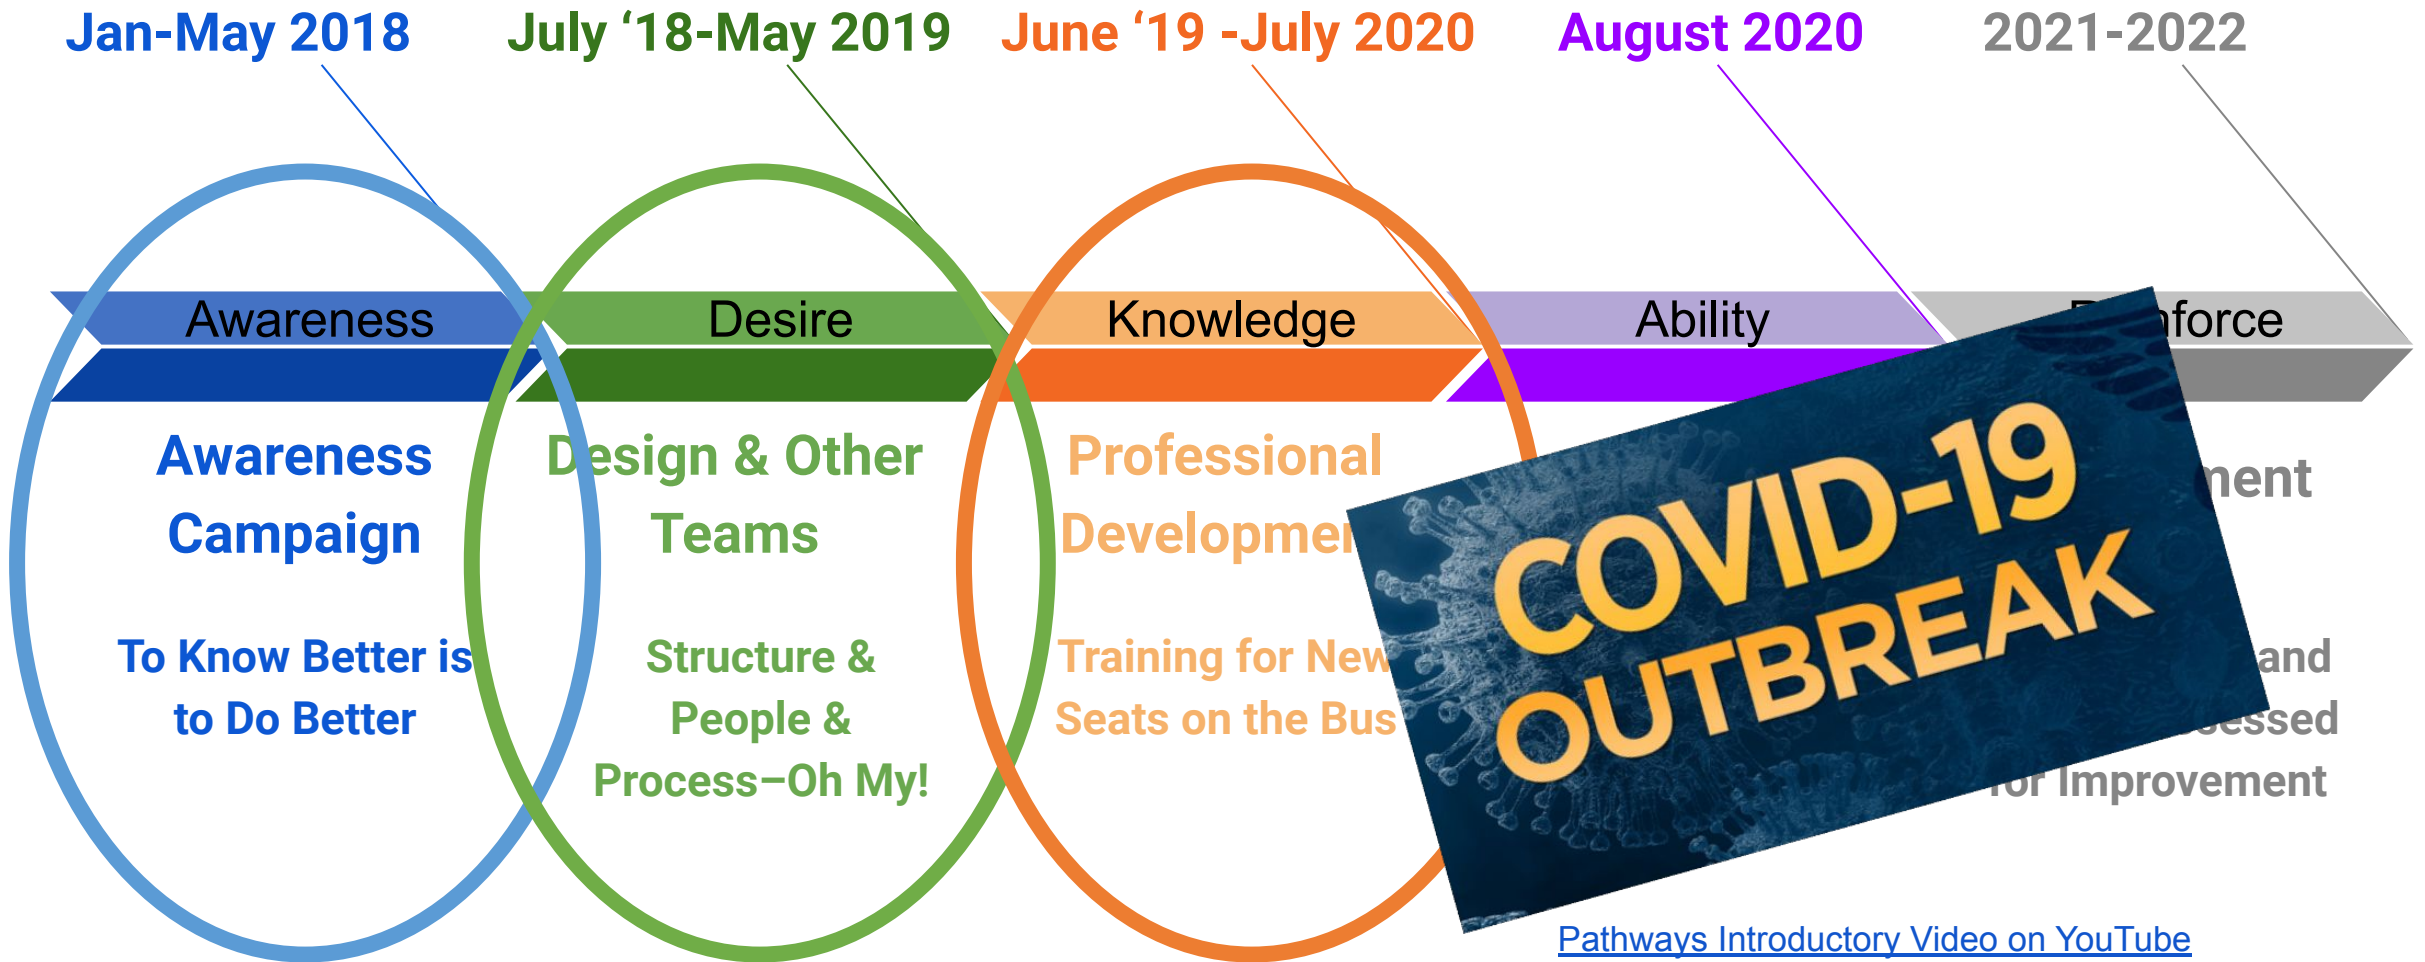 Jan-May 2018
July ‘18-May 2019
June ‘19 -July 2020
August 2020
2021-2022
Awareness
Desire
Knowledge
Ability
Awareness
Campaign
To Know Better is
to Do Better
Design & Other
Teams
Structure &
People &
Process–Oh My!
Professional
Development
Training for New
Seats on the Bus
COVID-19
OUTBREAK
and
for Improvement
Pathways Introductory Video on YouTube